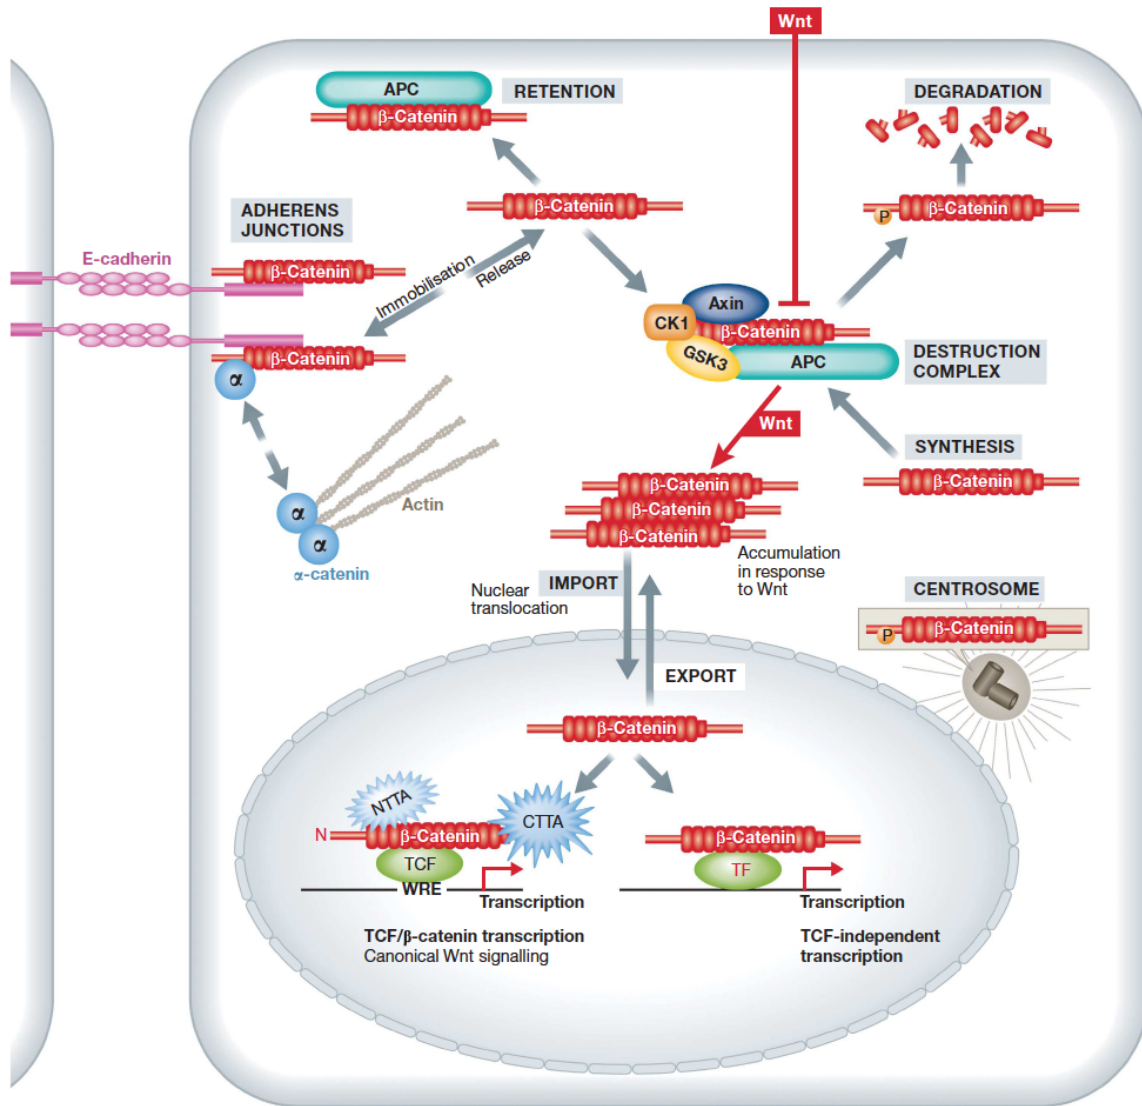 Wnt
APC
β-Catenin
RETENTION
DEGRADATION
β-Catenin
P
β-Catenin
ADHERENS
JUNCTIONS
E-cadherin
β-Catenin
Immobilisation
Release
Axin
CK1
β-Catenin
GSK3
APC
DESTRUCTION
COMPLEX
β-Catenin
α
Wnt
SYNTHESIS
β-Catenin
β-Catenin
β-Catenin
β-Catenin
Actin
α
α
α-catenin
Accumulation
in response
to Wnt
Nuclear
translocation
IMPORT
CENTROSOME
P
β-Catenin
EXPORT
β-Catenin
NTTA
CTTA
N
β-Catenin
TCF
WRE
Transcription
β-Catenin
TF
Transcription
TCF/β-catenin transcription
Canonical Wnt signalling
TCF-independent
transcription